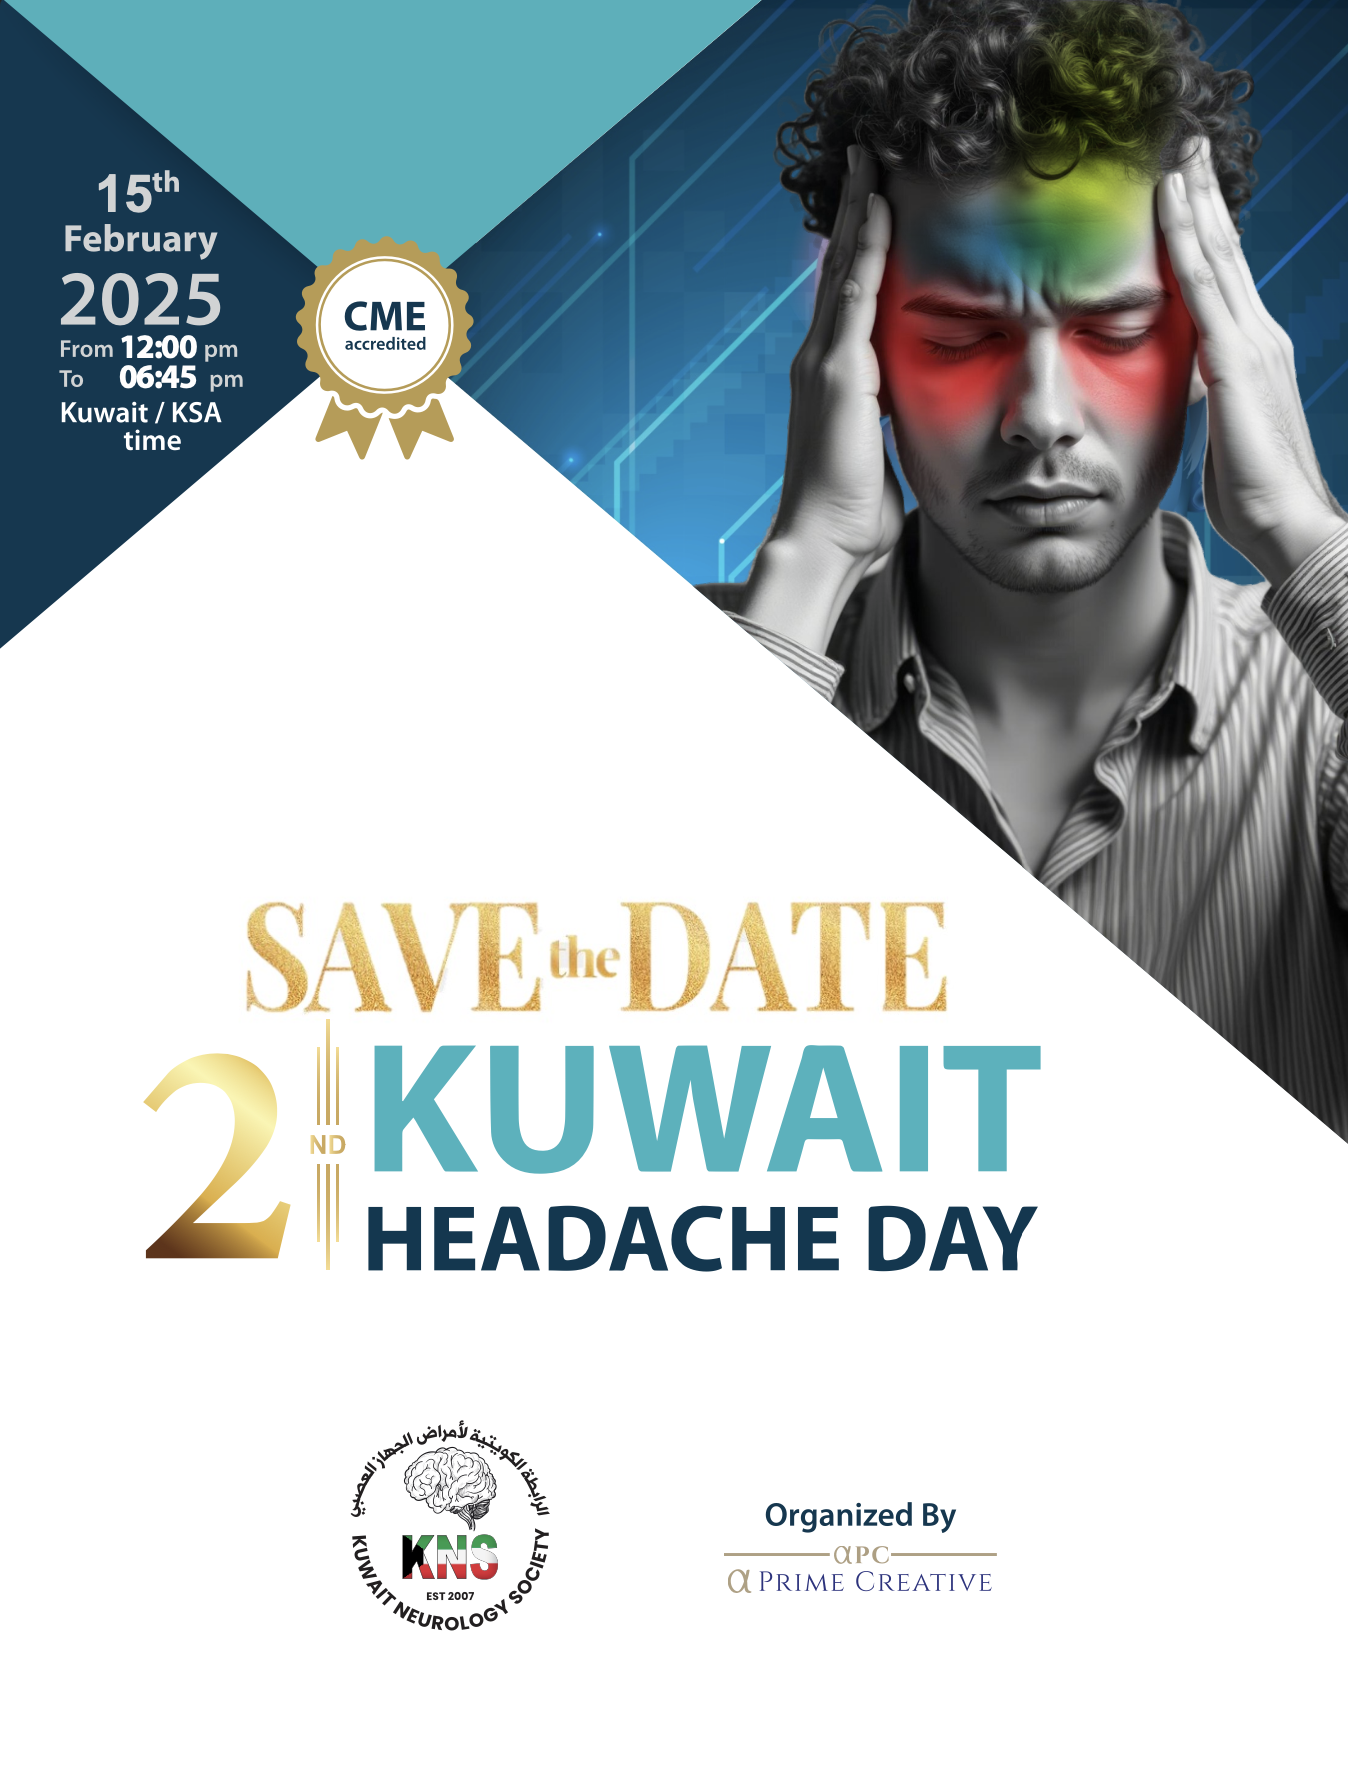 15th
February
2025
From 12:00 pm
To 06:45 pm
Kuwait / KSA
time
CME
accredited
SAVE the DATE
2ND
KUWAIT
HEADACHE DAY
الرابطة الكويتية لأمراض الجهاز العصبي
KNS
EST 2007
KUWAIT NEUROLOGY SOCIETY
Organized By
αPC
α PRIME CREATIVE